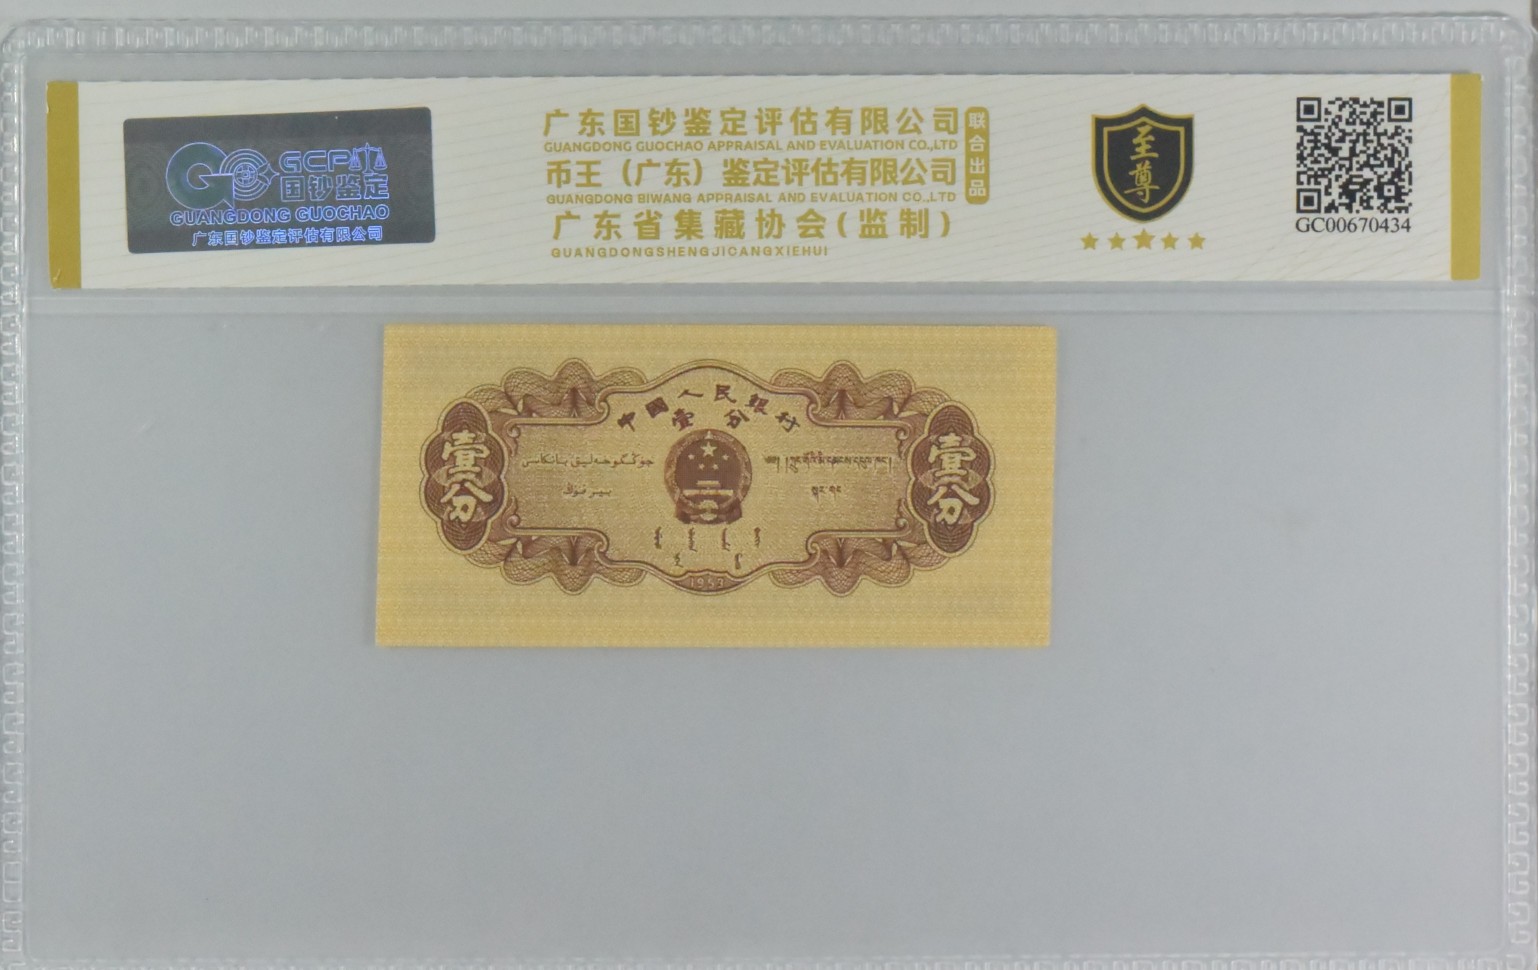 GCP
国钞鉴定
GUANGDONG GUOCHAO
广东国钞鉴定评估有限公司
广东国钞鉴定评估有限公司
GUANGDONG GUOCHAO APPRAISAL AND EVALUATION CO.,LTD
币王（广东）鉴定评估有限公司
GUANGDONG BIWANG APPRAISAL AND EVALUATION CO.,LTD
广东省集藏协会(监制)
GUANGDONGSHENGJICANGXIEHUI
联合出品
至尊
GC00670434
中国人民银行
壹分
壹分
壹分
1953